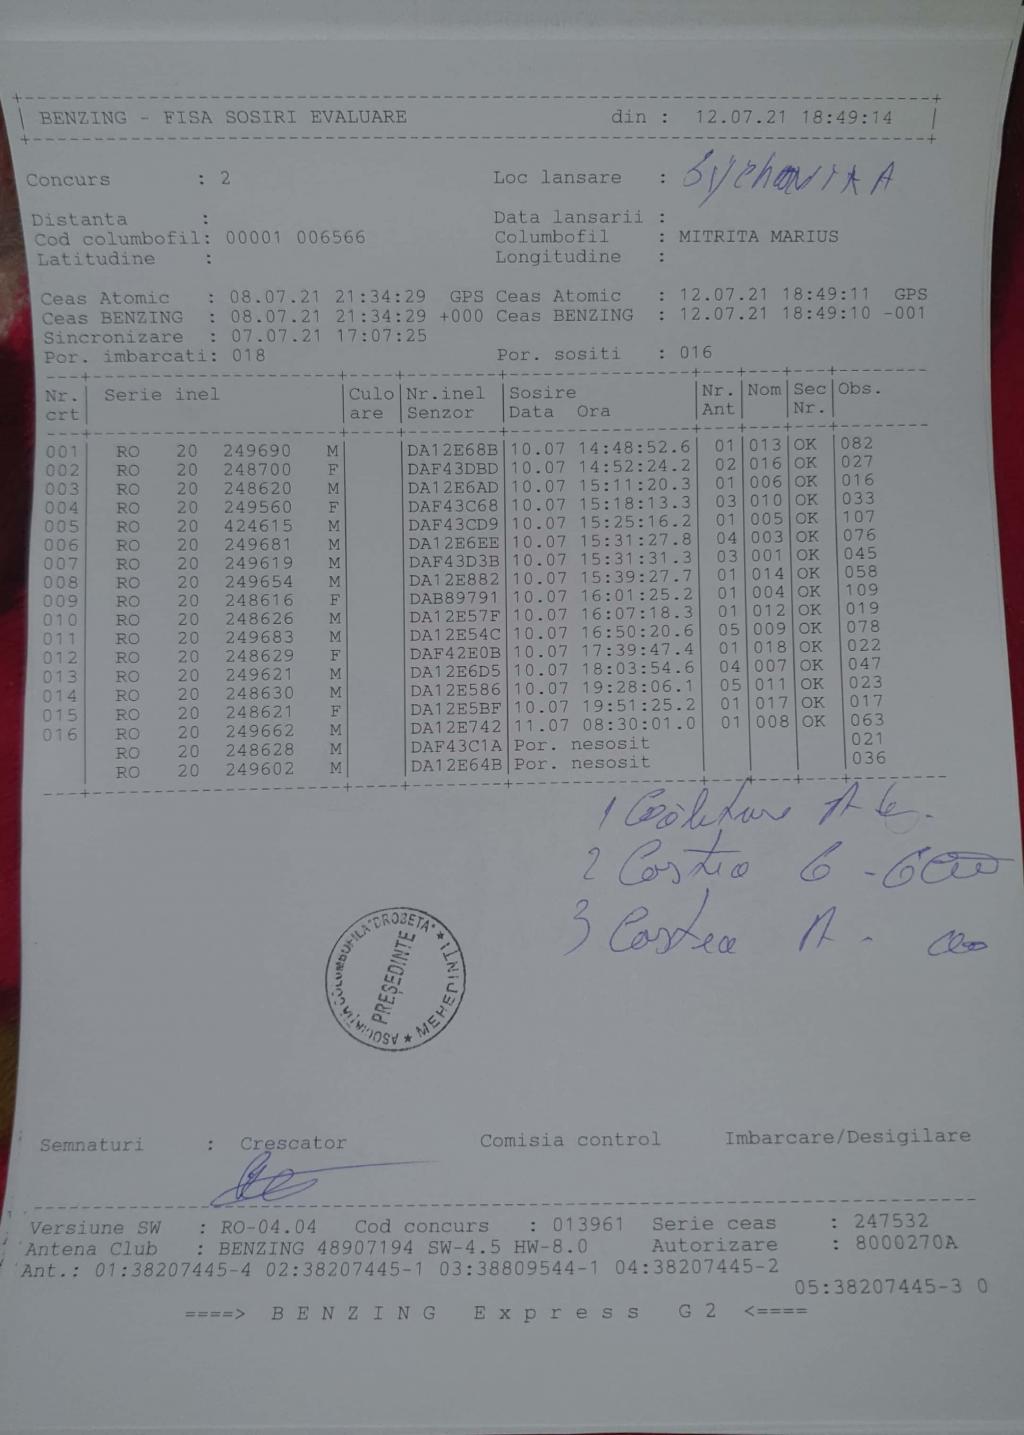 BENZING - FISA SOSIRI EVALUARE din : 12.07.21 18:49:14
Concurs : 2 Loc lansare :
Distanta : Data lansarii :
Cod columbofil: 00001 006566 Columbofil : MITRITA MARIUS
Latitudine : Longitudine :
Ceas Atomic : 08.07.21 21:34:29 GPS Ceas Atomic : 12.07.21 18:49:11 GPS
Ceas BENZING : 08.07.21 21:34:29 +000 Ceas BENZING : 12.07.21 18:49:10 -001
Sincronizare : 07.07.21 17:07:25
Por. imbarcati: 018 Por. sositi : 016
Nr. Serie inel Culo Nr.inel Sosire Nr. Nom Sec Obs.
crt are Senzor Data Ora Ant Nr.
001 RO 20 249690 M DA12E68B 10.07 14:48:52.6 01 013 OK 082
002 RO 20 248700 F DAF43DBD 10.07 14:52:24.2 02 016 OK 027
003 RO 20 248620 M DA12E6AD 10.07 15:11:20.3 01 006 OK 016
004 RO 20 249560 F DAF43C68 10.07 15:18:13.3 03 010 OK 033
005 RO 20 424615 M DAF43CD9 10.07 15:25:16.2 01 005 OK 107
006 RO 20 249681 M DA12E6EE 10.07 15:31:27.8 04 003 OK 076
007 RO 20 249619 M DAF43D3B 10.07 15:31:31.3 03 001 OK 045
008 RO 20 249654 M DA12E882 10.07 15:39:27.7 01 014 OK 058
009 RO 20 248616 F DAB89791 10.07 16:01:25.2 01 004 OK 109
010 RO 20 248626 M DA12E57F 10.07 16:07:18.3 01 012 OK 019
011 RO 20 249683 M DA12E54C 10.07 16:50:20.6 05 009 OK 078
012 RO 20 248629 F DAF42E0B 10.07 17:39:47.4 01 018 OK 022
013 RO 20 249621 M DA12E6D5 10.07 18:03:54.6 04 007 OK 047
014 RO 20 248630 M DA12E586 10.07 19:28:06.1 05 011 OK 023
015 RO 20 248621 F DA12E5BF 10.07 19:51:25.2 01 017 OK 017
016 RO 20 249662 M DA12E742 11.07 08:30:01.0 01 008 OK 063
RO 20 248628 M DAF43C1A Por. nesosit 021
RO 20 249602 M DA12E64B Por. nesosit 036
1
2 Costea G -
3 Costea A -
ASOCIAȚIA COLUMBOFILA "DROBETA" * MEHEDINȚI *
PREȘEDINTE
Semnaturi : Crescator Comisia control Imbarcare/Desigilare
Versiune SW : RO-04.04 Cod concurs : 013961 Serie ceas : 247532
Antena Club : BENZING 48907194 SW-4.5 HW-8.0 Autorizare : 8000270A
Ant.: 01:38207445-4 02:38207445-1 03:38809544-1 04:38207445-2
05:38207445-3 0
====> B E N Z I N G E x p r e s s G 2 <====